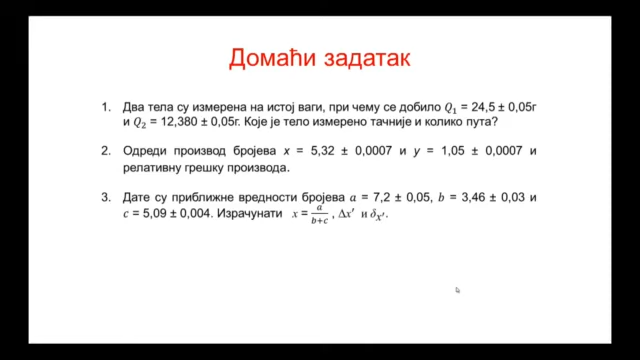 Домаћи задатак
1. Два тела су измерена на истој ваги, при чему се добило Q₁ = 24,5 ± 0,05г
и Q₂ = 12,380 ± 0,05г. Које је тело измерено тачније и колико пута?
2. Одреди производ бројева x = 5,32 ± 0,0007 и y = 1,05 ± 0,0007 и
релативну грешку производа.
3. Дате су приближне вредности бројева a = 7,2 ± 0,05, b = 3,46 ± 0,03 и
c = 5,09 ± 0,004. Израчунати x = a/(b+c) , Δx′ и δx′.